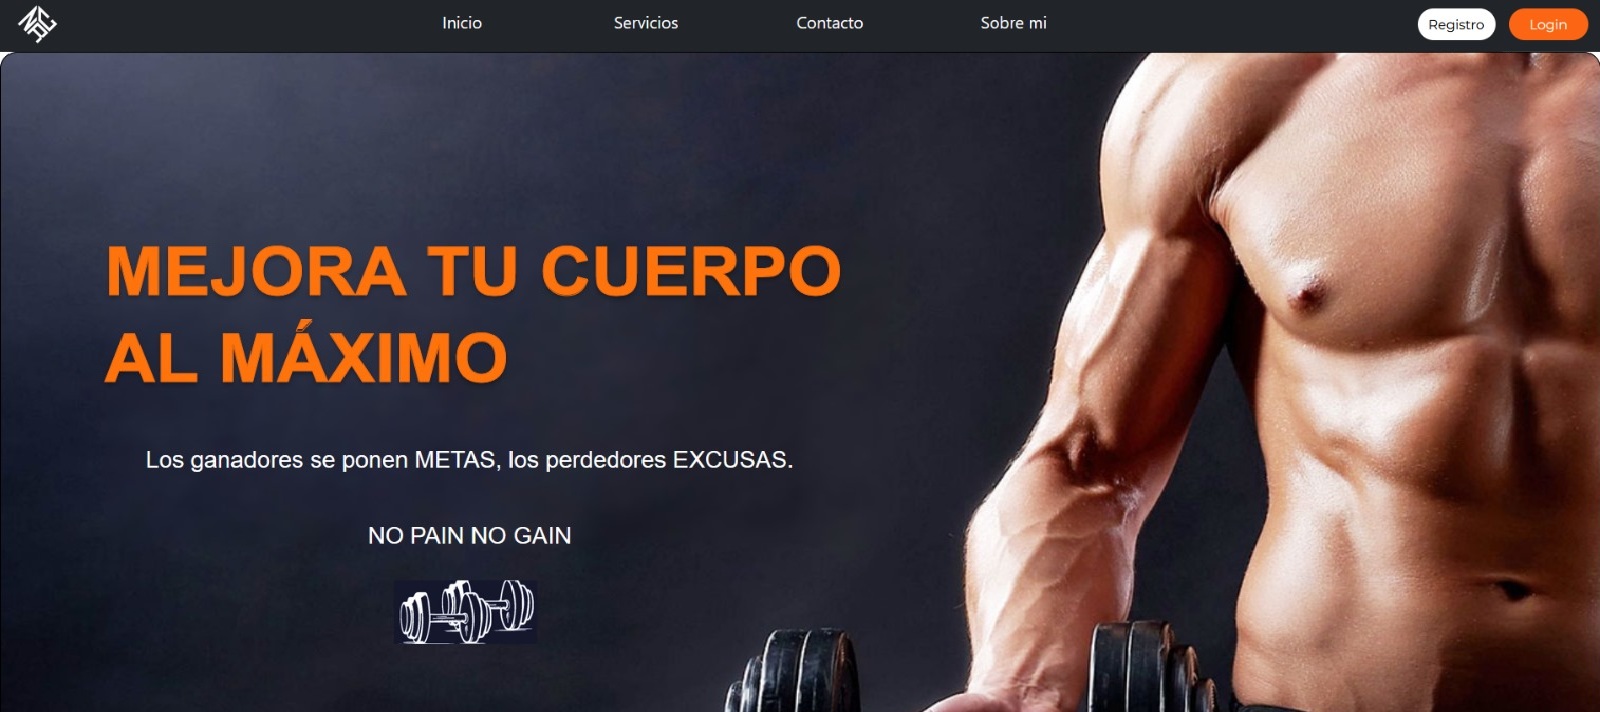 Inicio
Servicios
Contacto
Sobre mi
Registro
Login
MEJORA TU CUERPO
AL MÁXIMO
Los ganadores se ponen METAS, los perdedores EXCUSAS.
NO PAIN NO GAIN